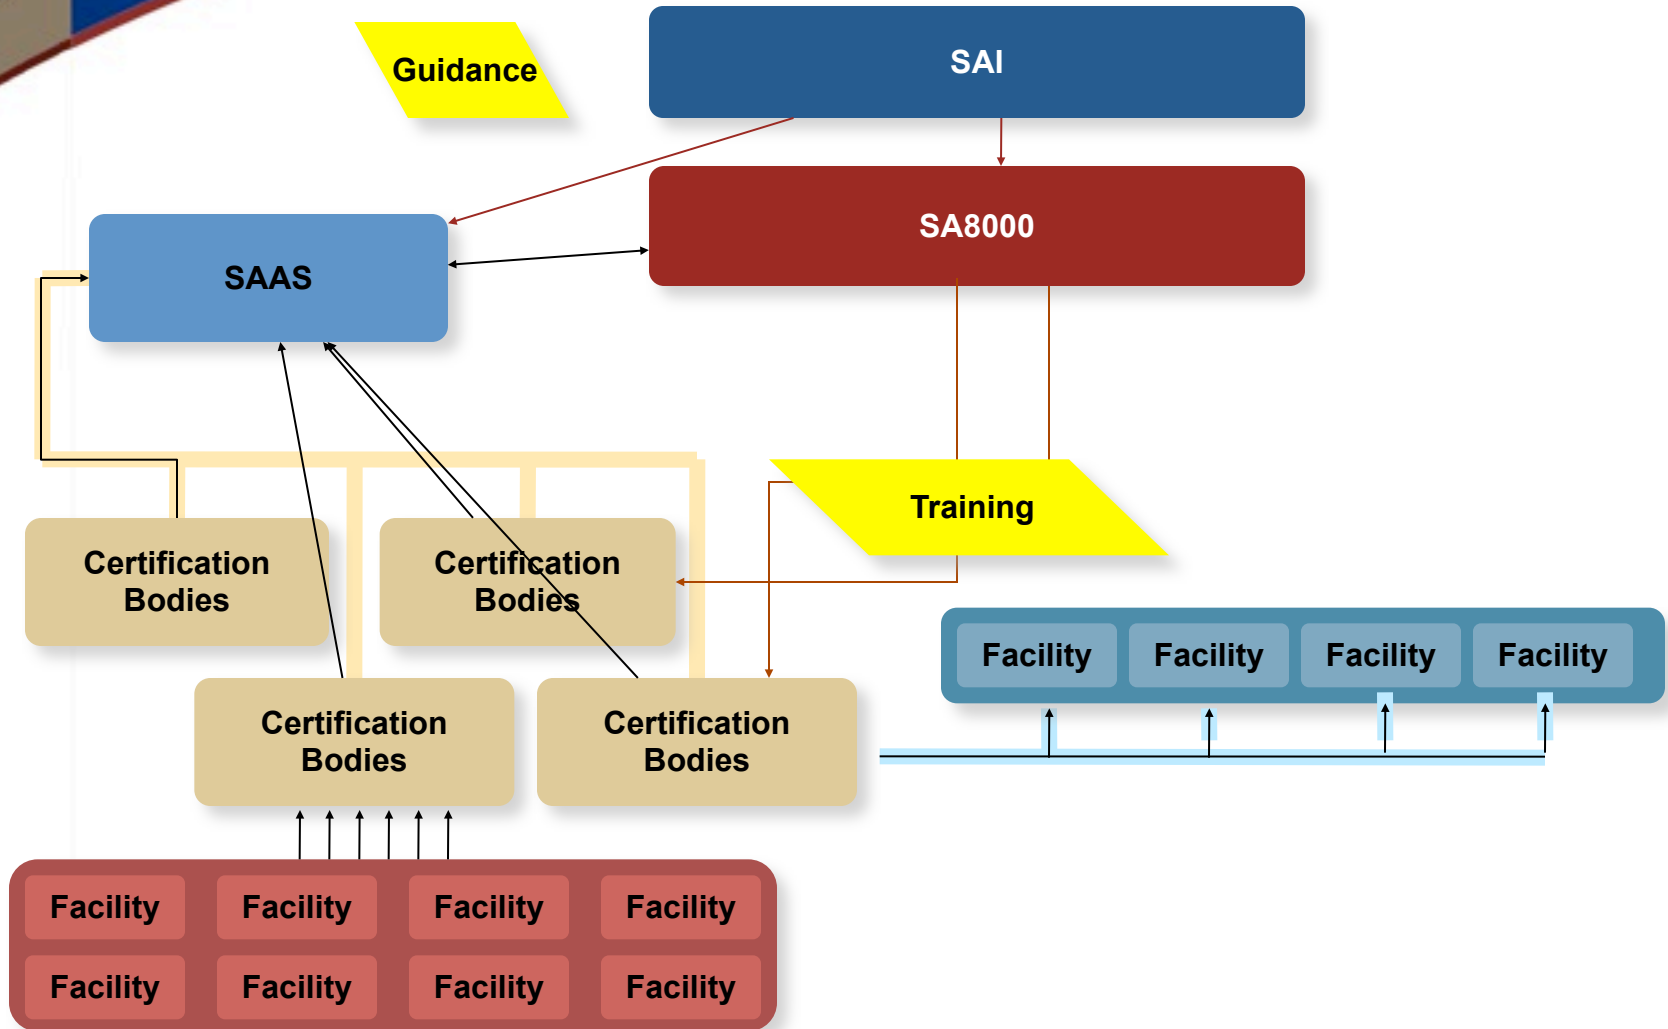 Guidance
SAI
SA8000
SAAS
Training
Certification
Bodies
Certification
Bodies
Facility
Facility
Facility
Facility
Certification
Bodies
Certification
Bodies
Facility
Facility
Facility
Facility
Facility
Facility
Facility
Facility